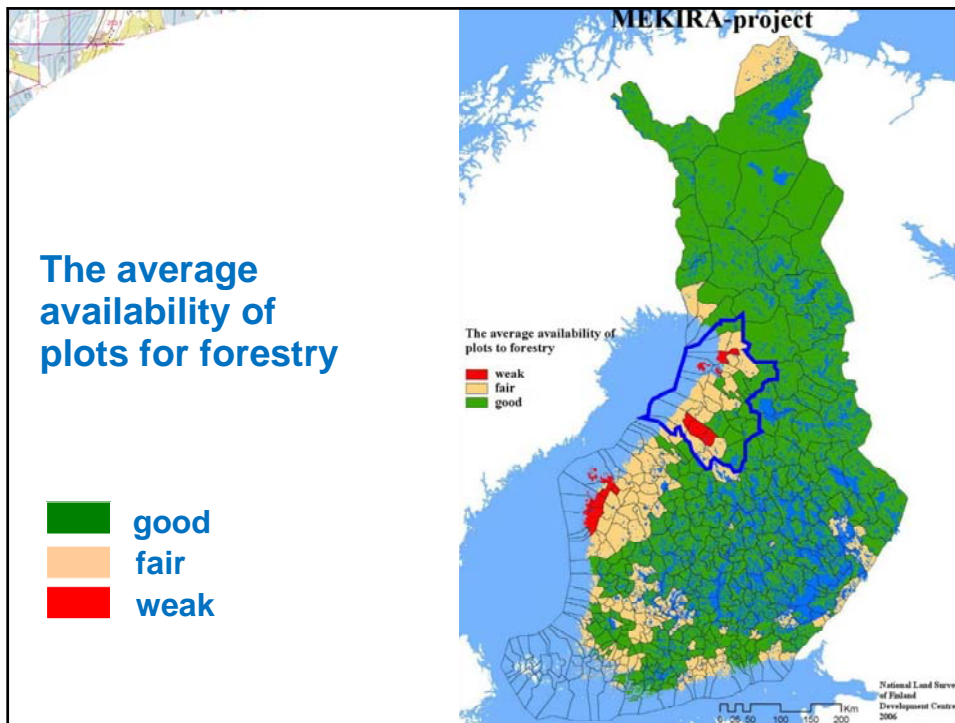 MEKIRA-project
The average
availability of
plots for forestry
good
fair
weak
The average availability of
plots to forestry
weak
fair
good
0 25 50 100 150 200 Km
National Land Surve
of Finland
Development Centre
2006